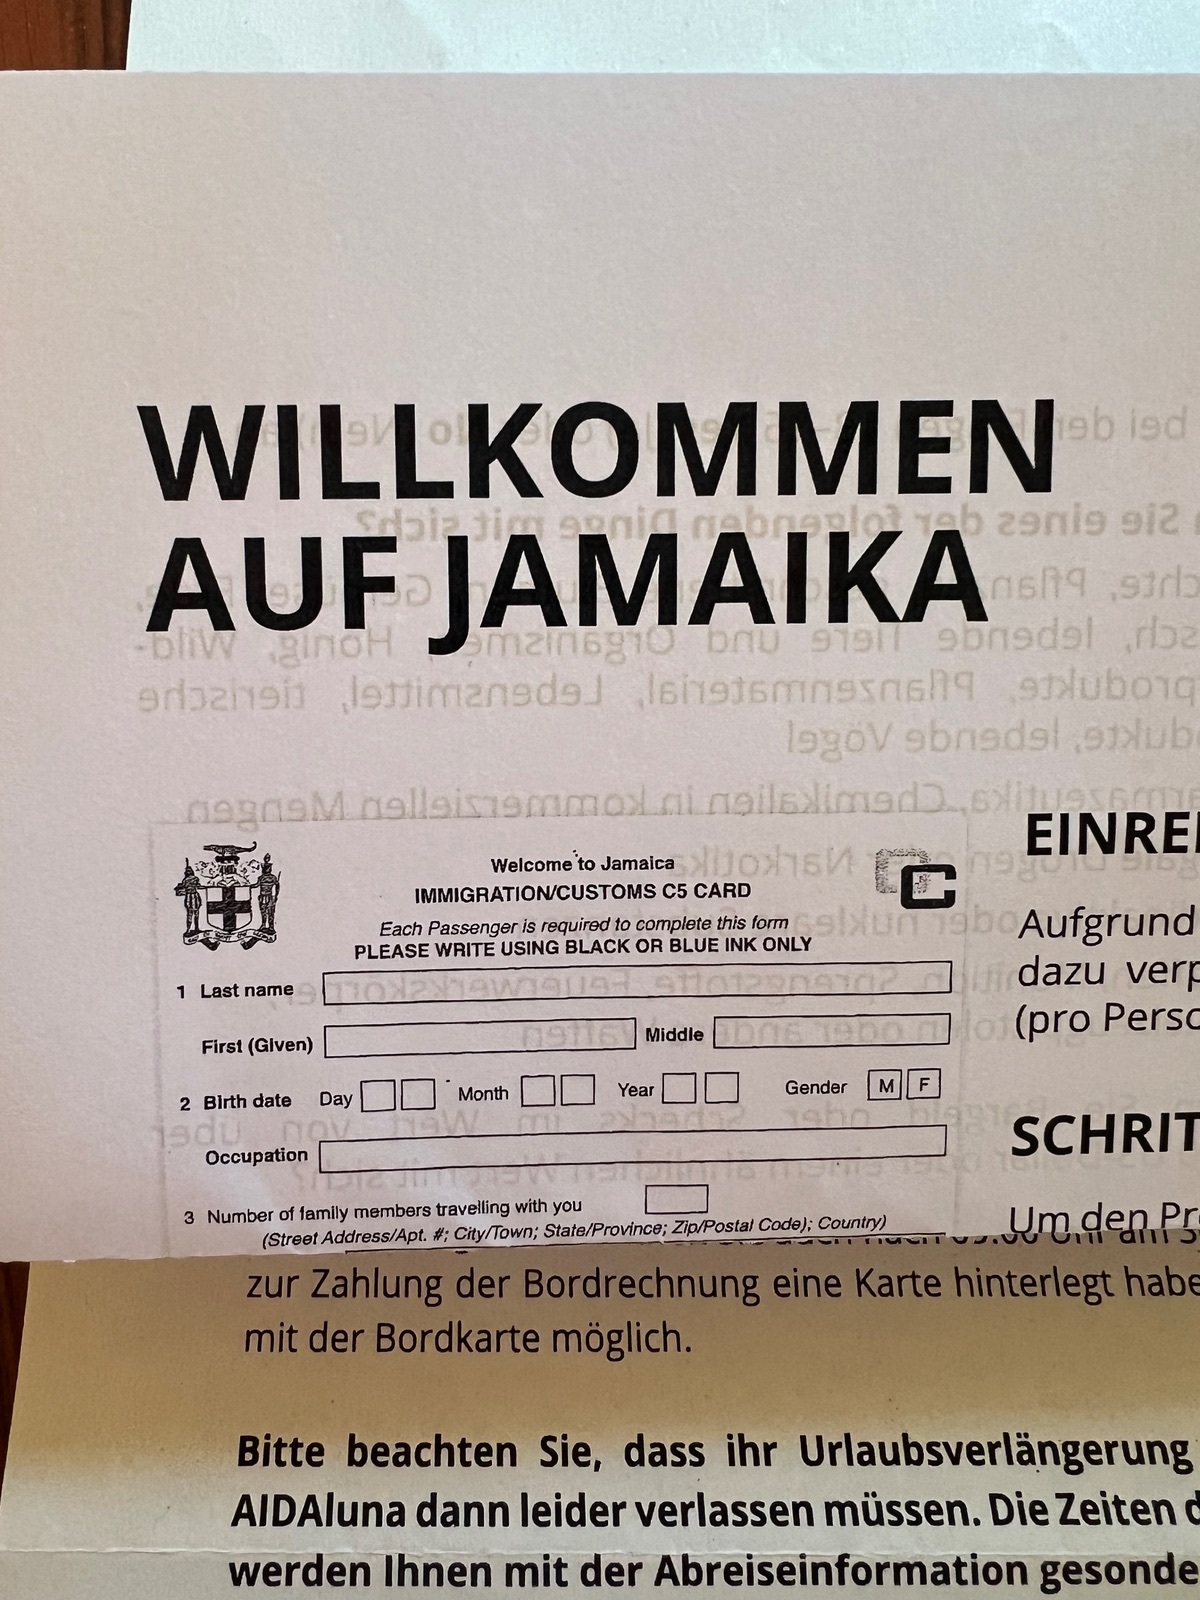 WILLKOMMEN
AUF JAMAIKA
Welcome to Jamaica
IMMIGRATION/CUSTOMS C5 CARD
Each Passenger is required to complete this form
PLEASE WRITE USING BLACK OR BLUE INK ONLY
1 Last name
First (Given) Middle
2 Birth date Day Month Year Gender M F
Occupation
3 Number of family members travelling with you
(Street Address/Apt. #; City/Town; State/Province; Zip/Postal Code); Country)
EINREI
Aufgrund
dazu verp
(pro Perso
SCHRIT
Um den Pr
zur Zahlung der Bordrechnung eine Karte hinterlegt habe
mit der Bordkarte möglich.
Bitte beachten Sie, dass ihr Urlaubsverlängerung
AIDAluna dann leider verlassen müssen. Die Zeiten d
werden Ihnen mit der Abreiseinformation gesonde